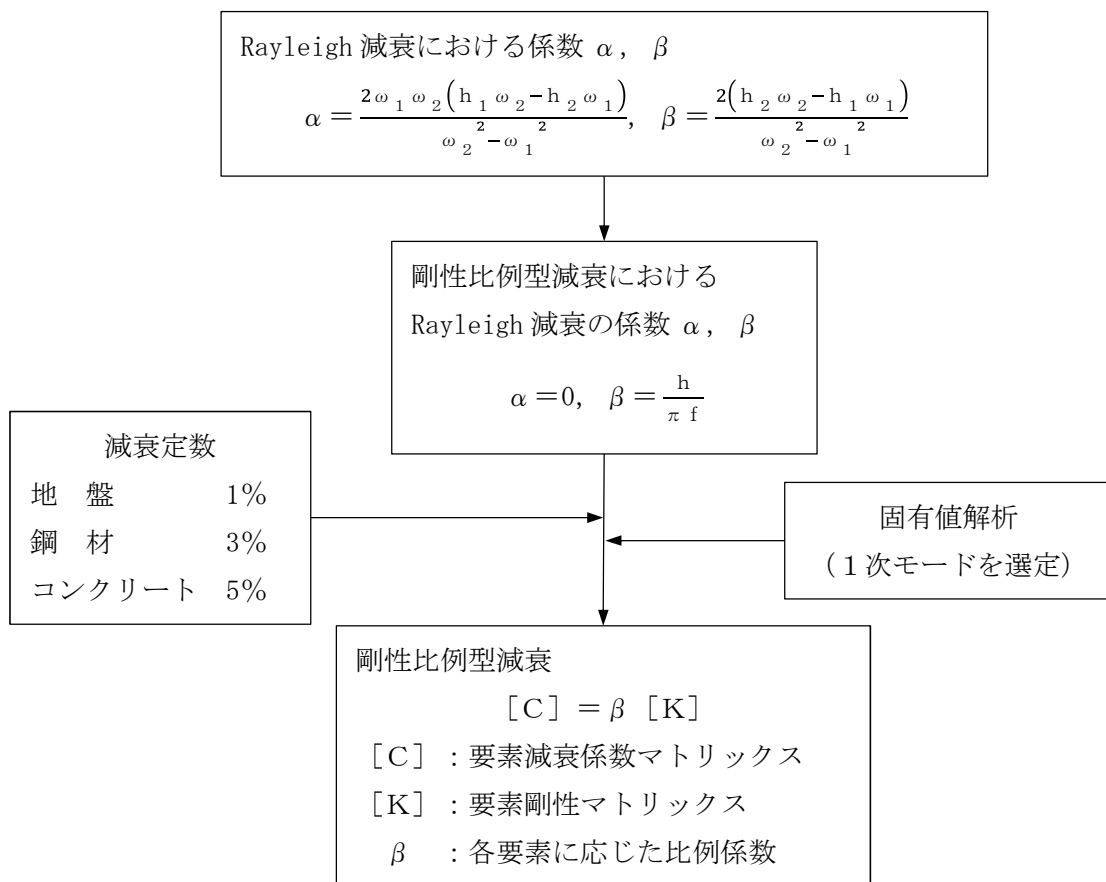 Rayleigh 減衰における係数 α, β
α=2ω₁ω₂(h₁ω₂-h₂ω₁)/ω₂²-ω₁², β=2(h₂ω₂-h₁ω₁)/ω₂²-ω₁²
剛性比例型減衰における
Rayleigh 減衰の係数 α, β
α=0, β=h/πf
減衰定数
地 盤 1%
鋼 材 3%
コンクリート 5%
固有値解析
(1次モードを選定)
剛性比例型減衰
[C]=β[K]
[C]:要素減衰係数マトリックス
[K]:要素剛性マトリックス
β :各要素に応じた比例係数